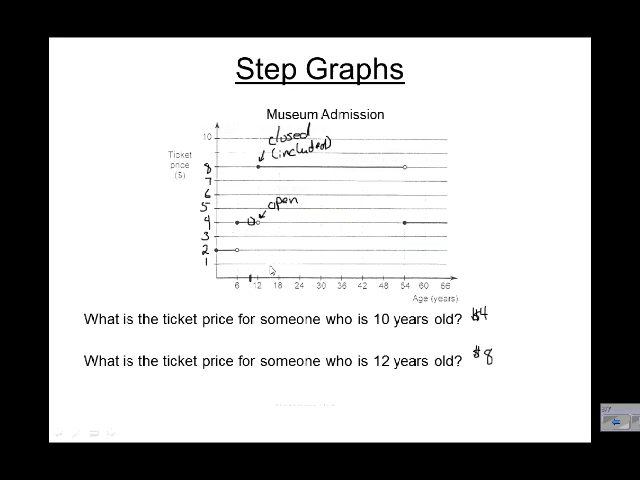 Step Graphs
Museum Admission
closed
(included)
Ticket
price
($)
10
8
7
6
5
4
3
2
1
open
6 12 18 24 30 36 42 48 54 60 66
Age (years)
What is the ticket price for someone who is 10 years old? $4
What is the ticket price for someone who is 12 years old? $8